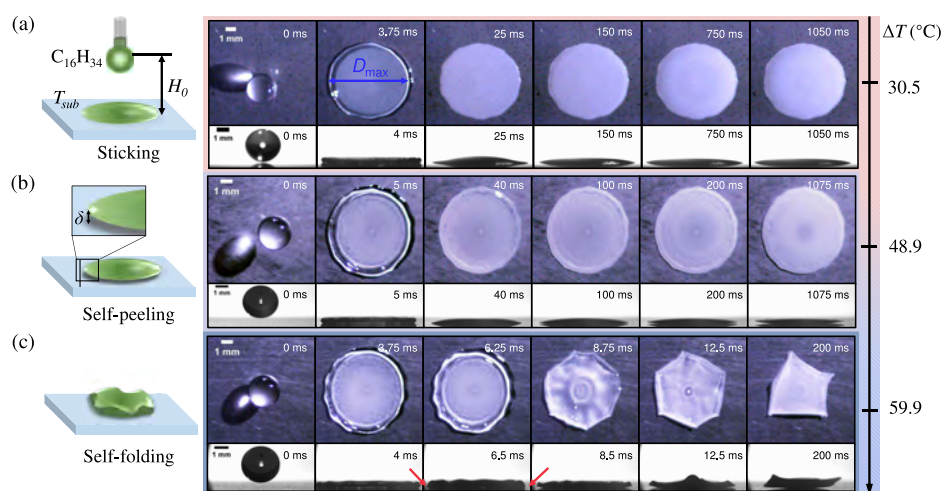 (a)
C₁₆H₃₄
H₀
T_sub
Sticking
1 mm 0 ms 3.75 ms 25 ms 150 ms 750 ms 1050 ms
D_max
1 mm 0 ms 4 ms 25 ms 150 ms 750 ms 1050 ms
ΔT (°C)
30.5
(b)
δ
Self-peeling
1 mm 0 ms 5 ms 40 ms 100 ms 200 ms 1075 ms
1 mm 0 ms 5 ms 40 ms 100 ms 200 ms 1075 ms
48.9
(c)
Self-folding
1 mm 0 ms 3.75 ms 6.25 ms 8.75 ms 12.5 ms 200 ms
1 mm 0 ms 4 ms 6.5 ms 8.5 ms 12.5 ms 200 ms
59.9